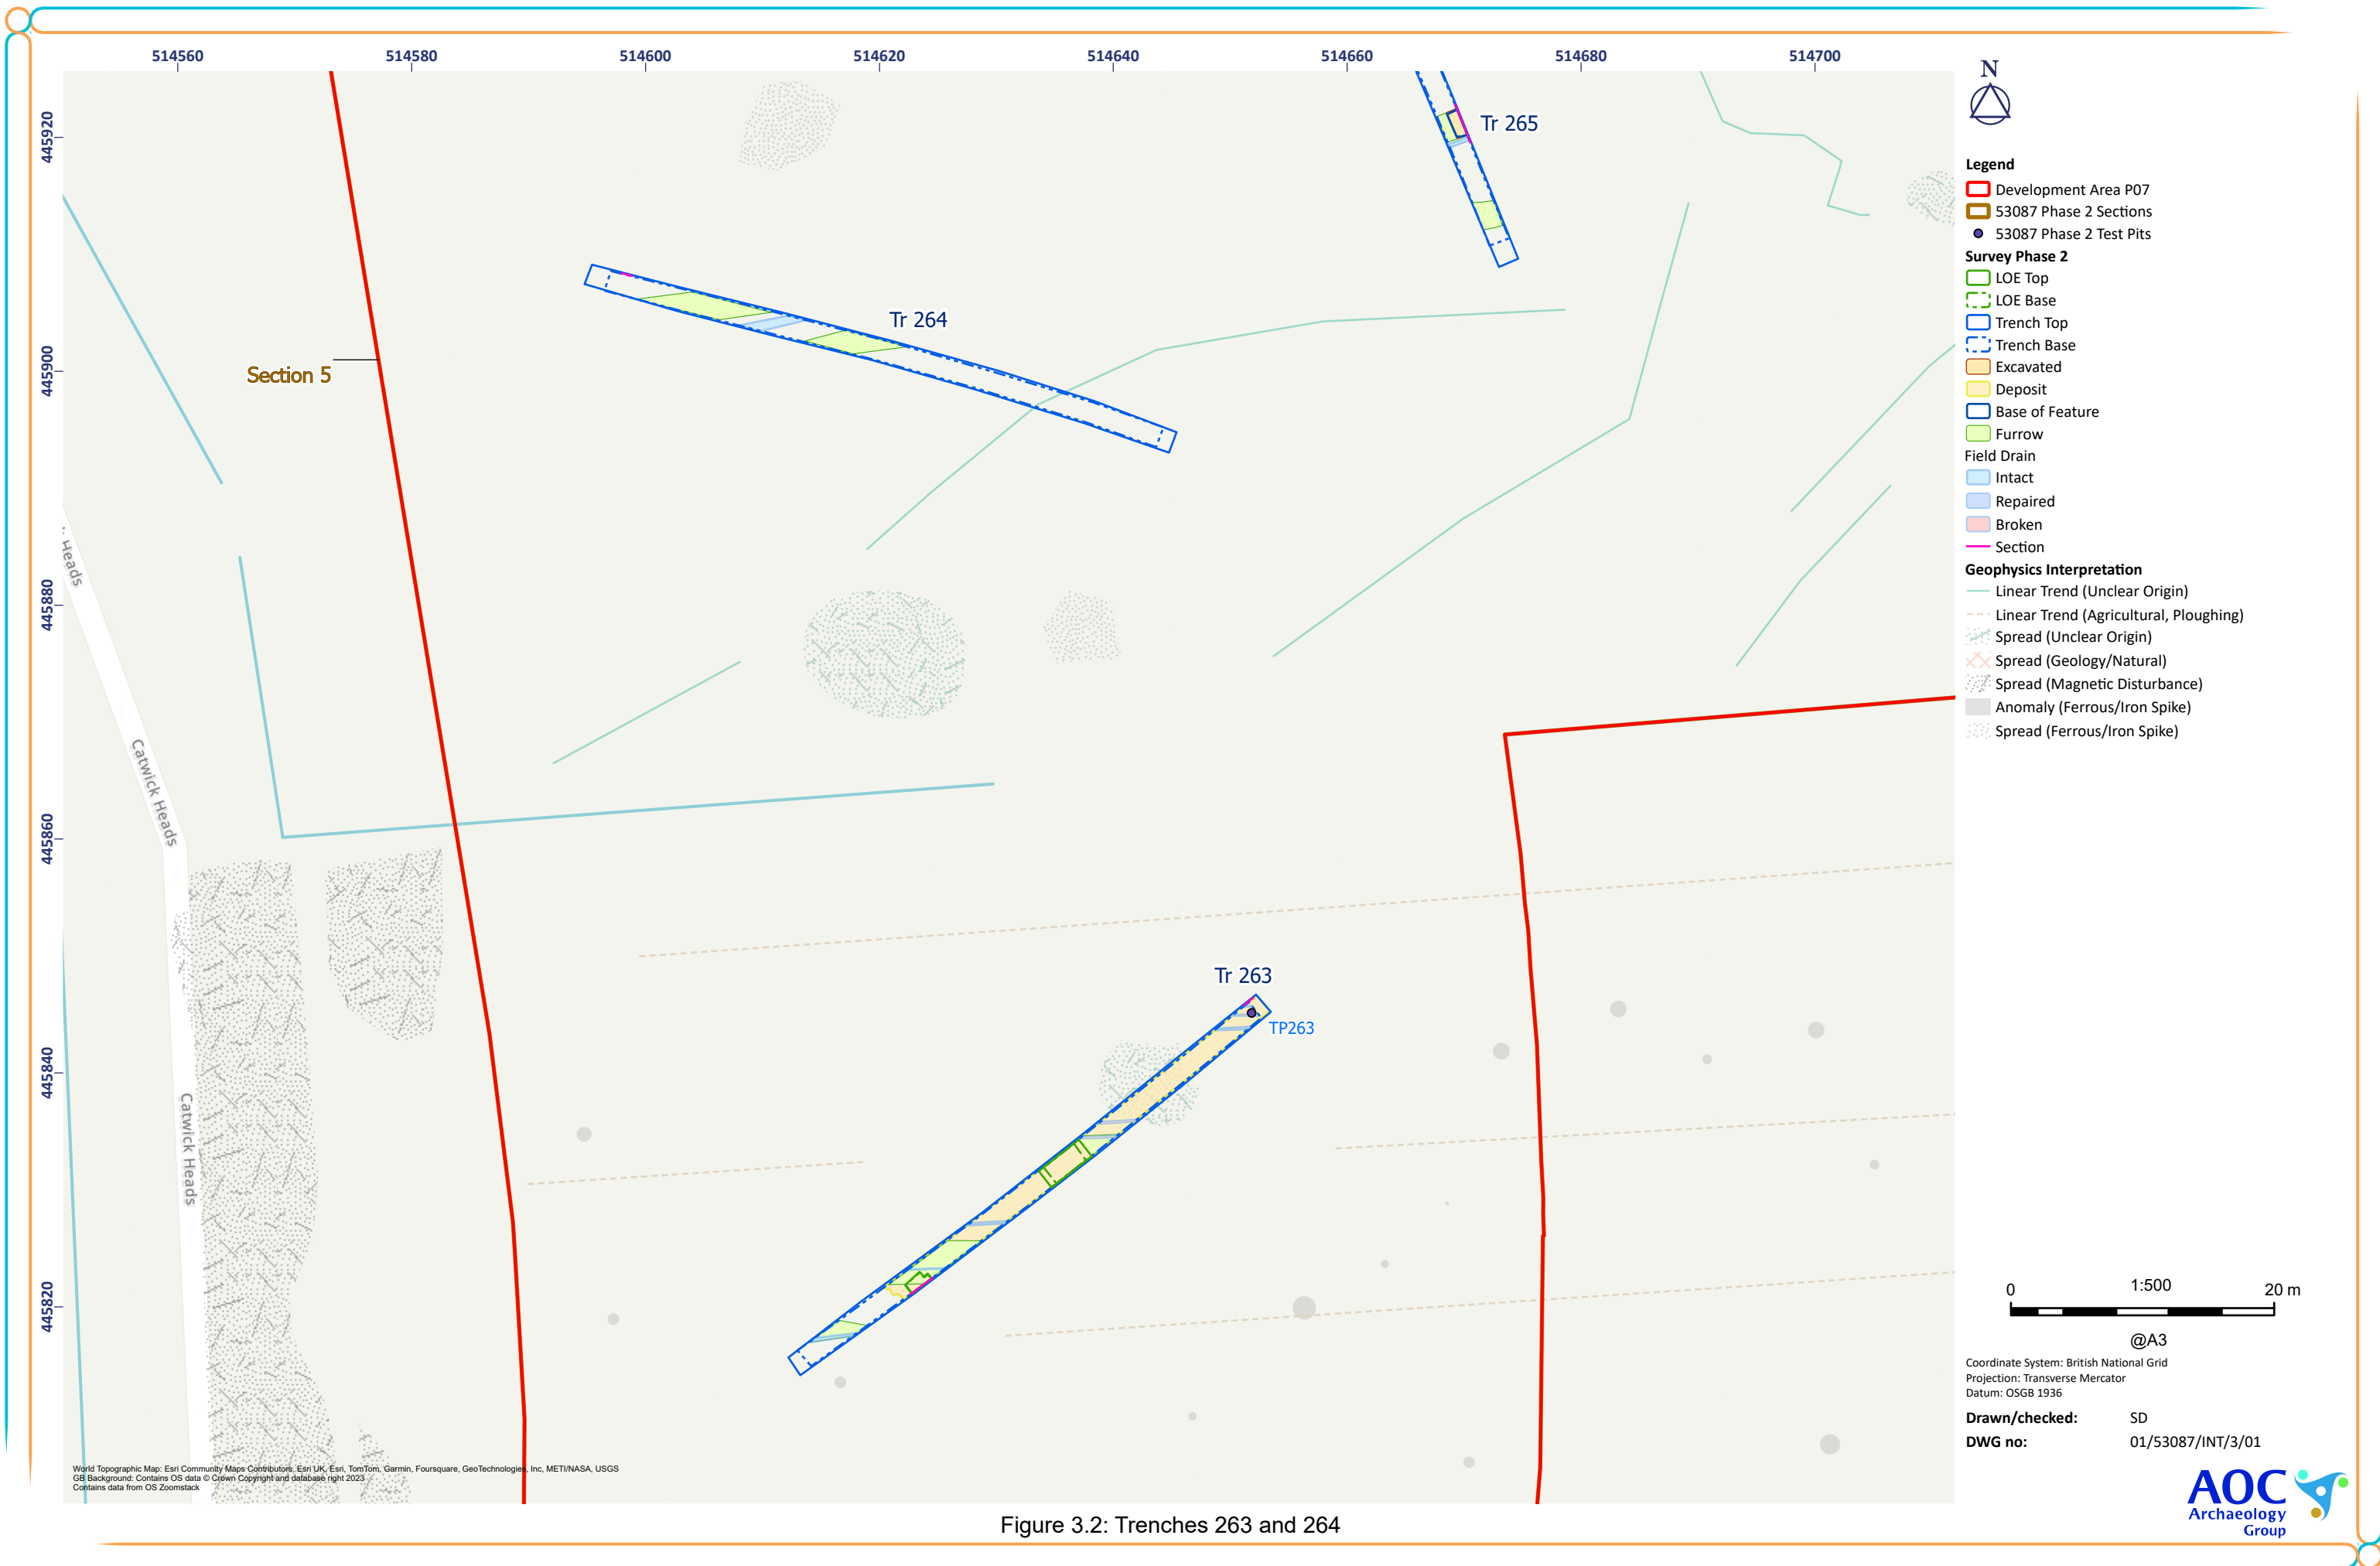 514560
514580
514600
514620
514640
514660
514680
514700
445920
445900
445880
445860
445840
445820
Tr 265
Tr 264
Section 5
Heads
Catwick Heads
Catwick Heads
Tr 263
TP263
World Topographic Map: Esri Community Maps Contributors, Esri UK, Esri, TomTom, Garmin, Foursquare, GeoTechnologies, Inc, METI/NASA, USGS
GB Background: Contains OS data © Crown Copyright and database right 2023
Contains data from OS Zoomstack
N
Legend
Development Area P07
53087 Phase 2 Sections
53087 Phase 2 Test Pits
Survey Phase 2
LOE Top
LOE Base
Trench Top
Trench Base
Excavated
Deposit
Base of Feature
Furrow
Field Drain
Intact
Repaired
Broken
Section
Geophysics Interpretation
Linear Trend (Unclear Origin)
Linear Trend (Agricultural, Ploughing)
Spread (Unclear Origin)
Spread (Geology/Natural)
Spread (Magnetic Disturbance)
Anomaly (Ferrous/Iron Spike)
Spread (Ferrous/Iron Spike)
0 1:500 20 m
@A3
Coordinate System: British National Grid
Projection: Transverse Mercator
Datum: OSGB 1936
Drawn/checked: SD
DWG no: 01/53087/INT/3/01
AOC
Archaeology
Group
Figure 3.2: Trenches 263 and 264